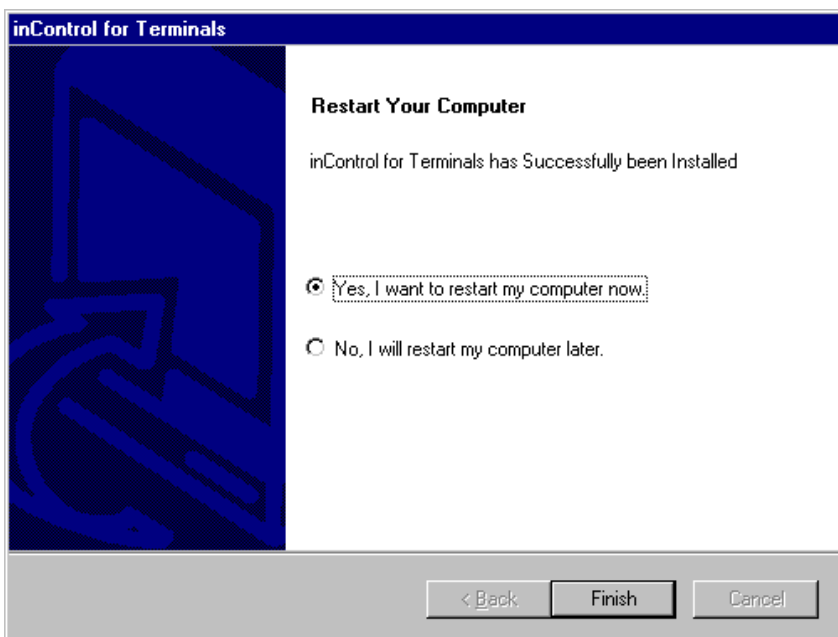 inControl for Terminals
Restart Your Computer
inControl for Terminals has Successfully been Installed
Yes, I want to restart my computer now.
No, I will restart my computer later.
< Back
Finish
Cancel